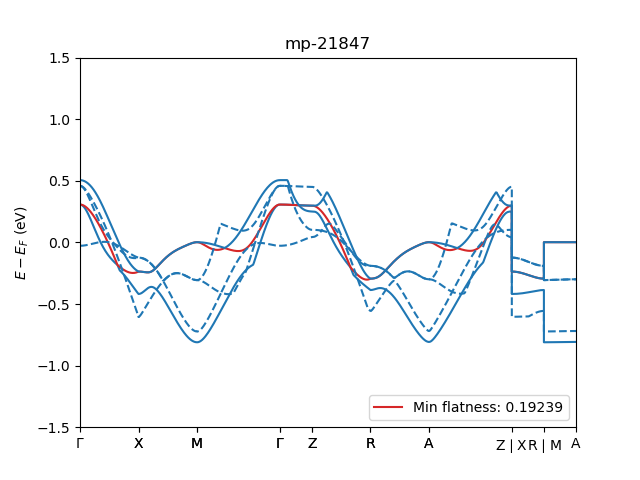 mp-21847
E − E_F (eV)
1.5
1.0
0.5
0.0
−0.5
−1.0
−1.5
Min flatness: 0.19239
Γ X M Γ Z R A Z | X R | M A